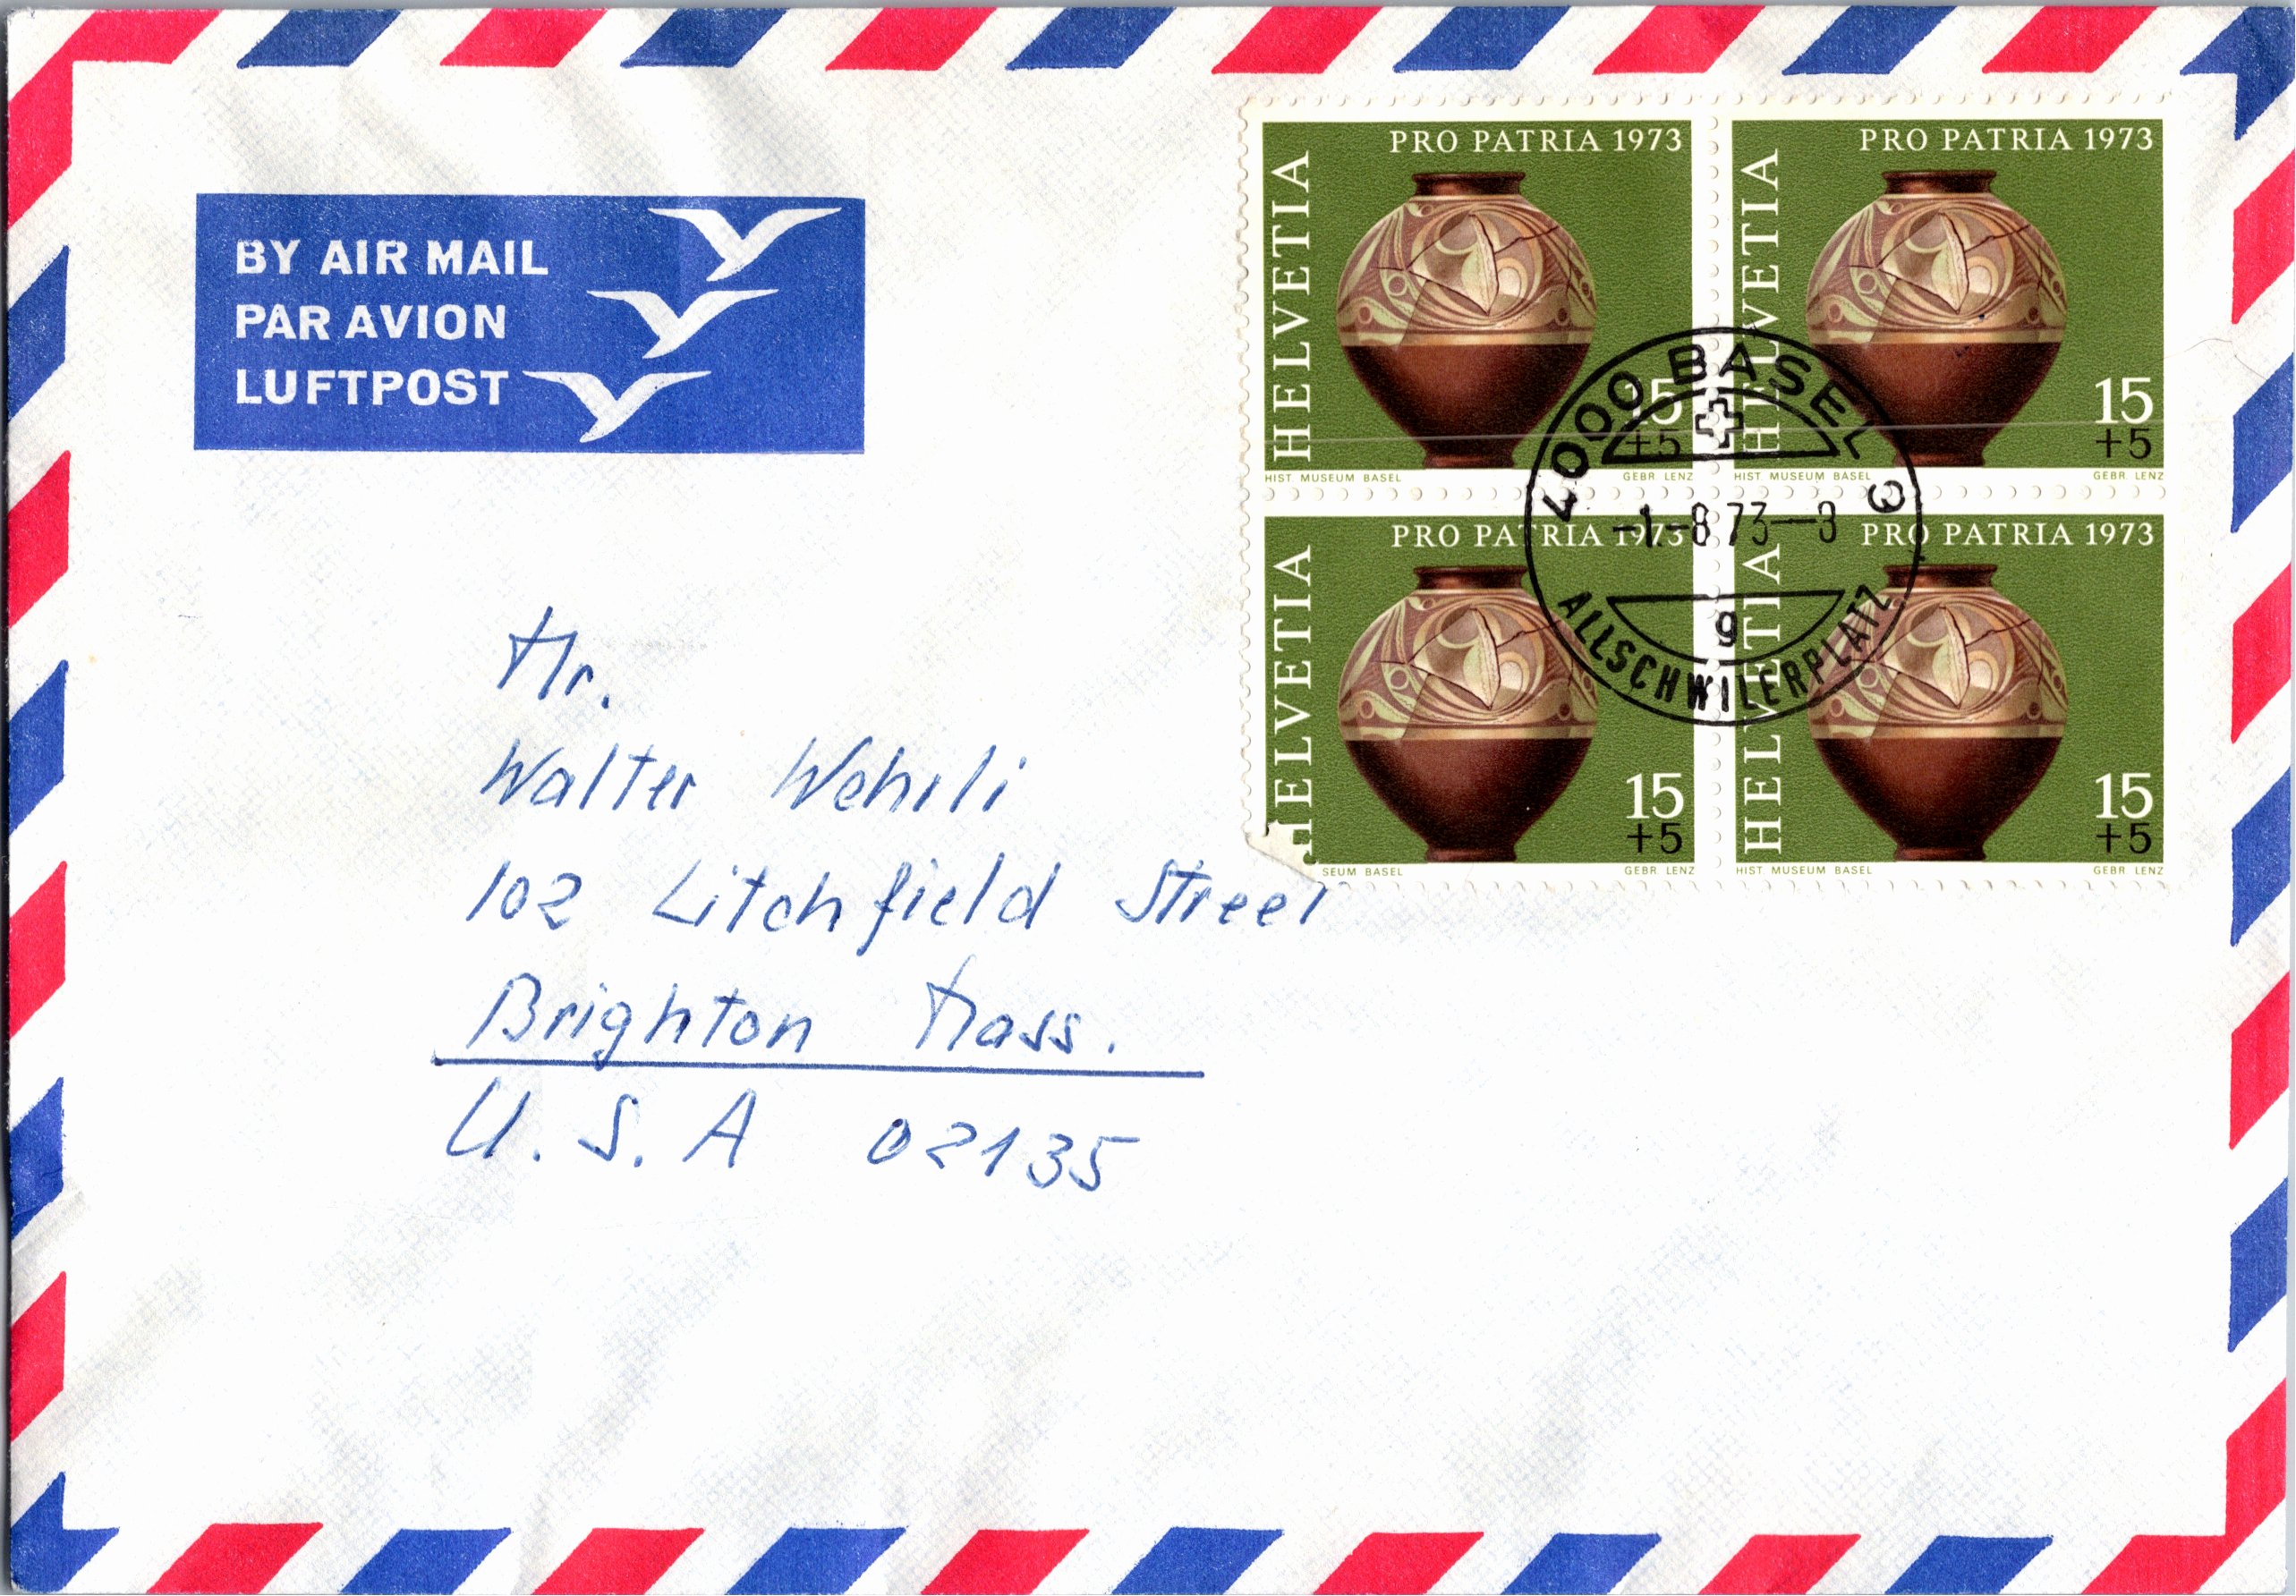 BY AIR MAIL
PAR AVION
LUFTPOST
PRO PATRIA 1973
HELVETIA
15
+5
HIST. MUSEUM BASEL
GEBR. LENZ
PRO PATRIA 1973
HELVETIA
15
+5
HIST MUSEUM BASEL
GEBR. LENZ
PRO PATRIA 1973
HELVETIA
15
+5
SEUM BASEL
GEBR LENZ
PRO PATRIA 1973
HELVETIA
15
+5
HIST MUSEUM BASEL
GEBR LENZ
4000 BASEL 9
-1.-8 73--8
g
ALLSCHWILERPLATZ
Mr.
Walter Wehrli
102 Litchfield Street
Brighton Mass.
U.S.A 02135